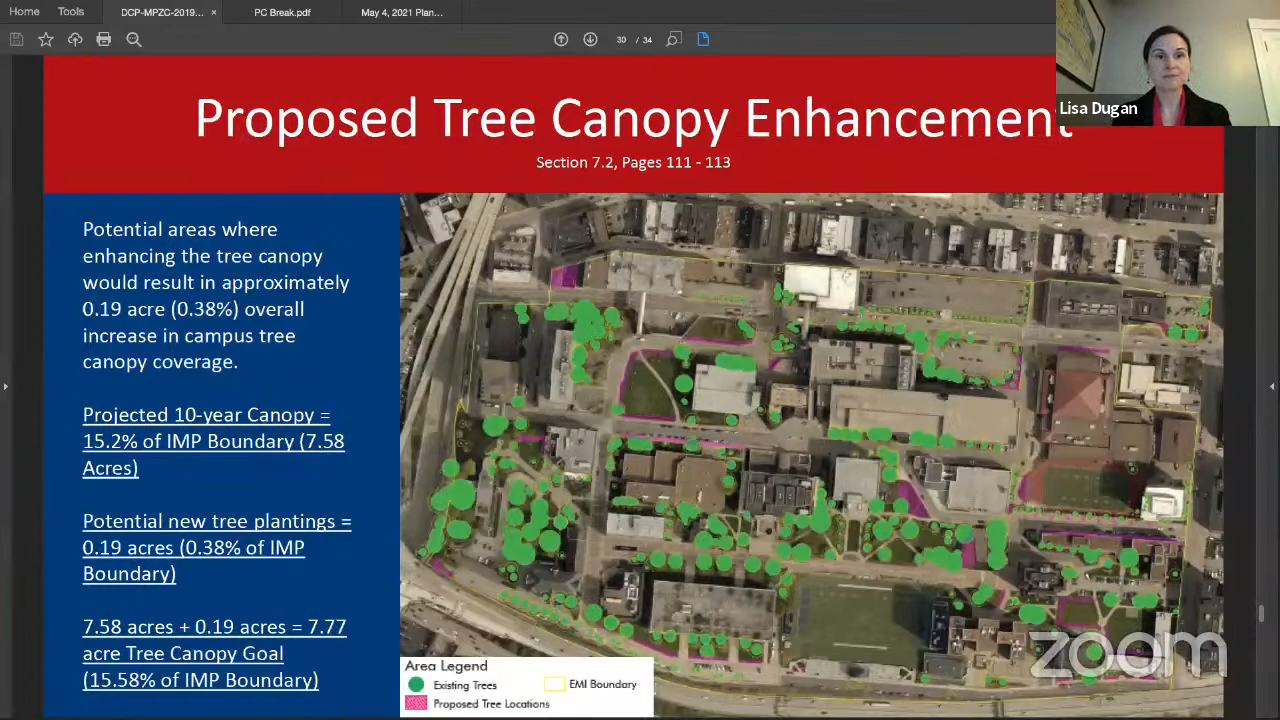 Home
Tools
DCP-MPZC-2019...
×
PC Break.pdf
May 4, 2021 Plan...
30 / 34
Lisa Dugan
Proposed Tree Canopy Enhancement
Section 7.2, Pages 111 - 113
Potential areas where
enhancing the tree canopy
would result in approximately
0.19 acre (0.38%) overall
increase in campus tree
canopy coverage.
Projected 10-year Canopy =
15.2% of IMP Boundary (7.58
Acres)
Potential new tree plantings =
0.19 acres (0.38% of IMP
Boundary)
7.58 acres + 0.19 acres = 7.77
acre Tree Canopy Goal
(15.58% of IMP Boundary)
Area Legend
Existing Trees
EMI Boundary
Proposed Tree Locations
zoom